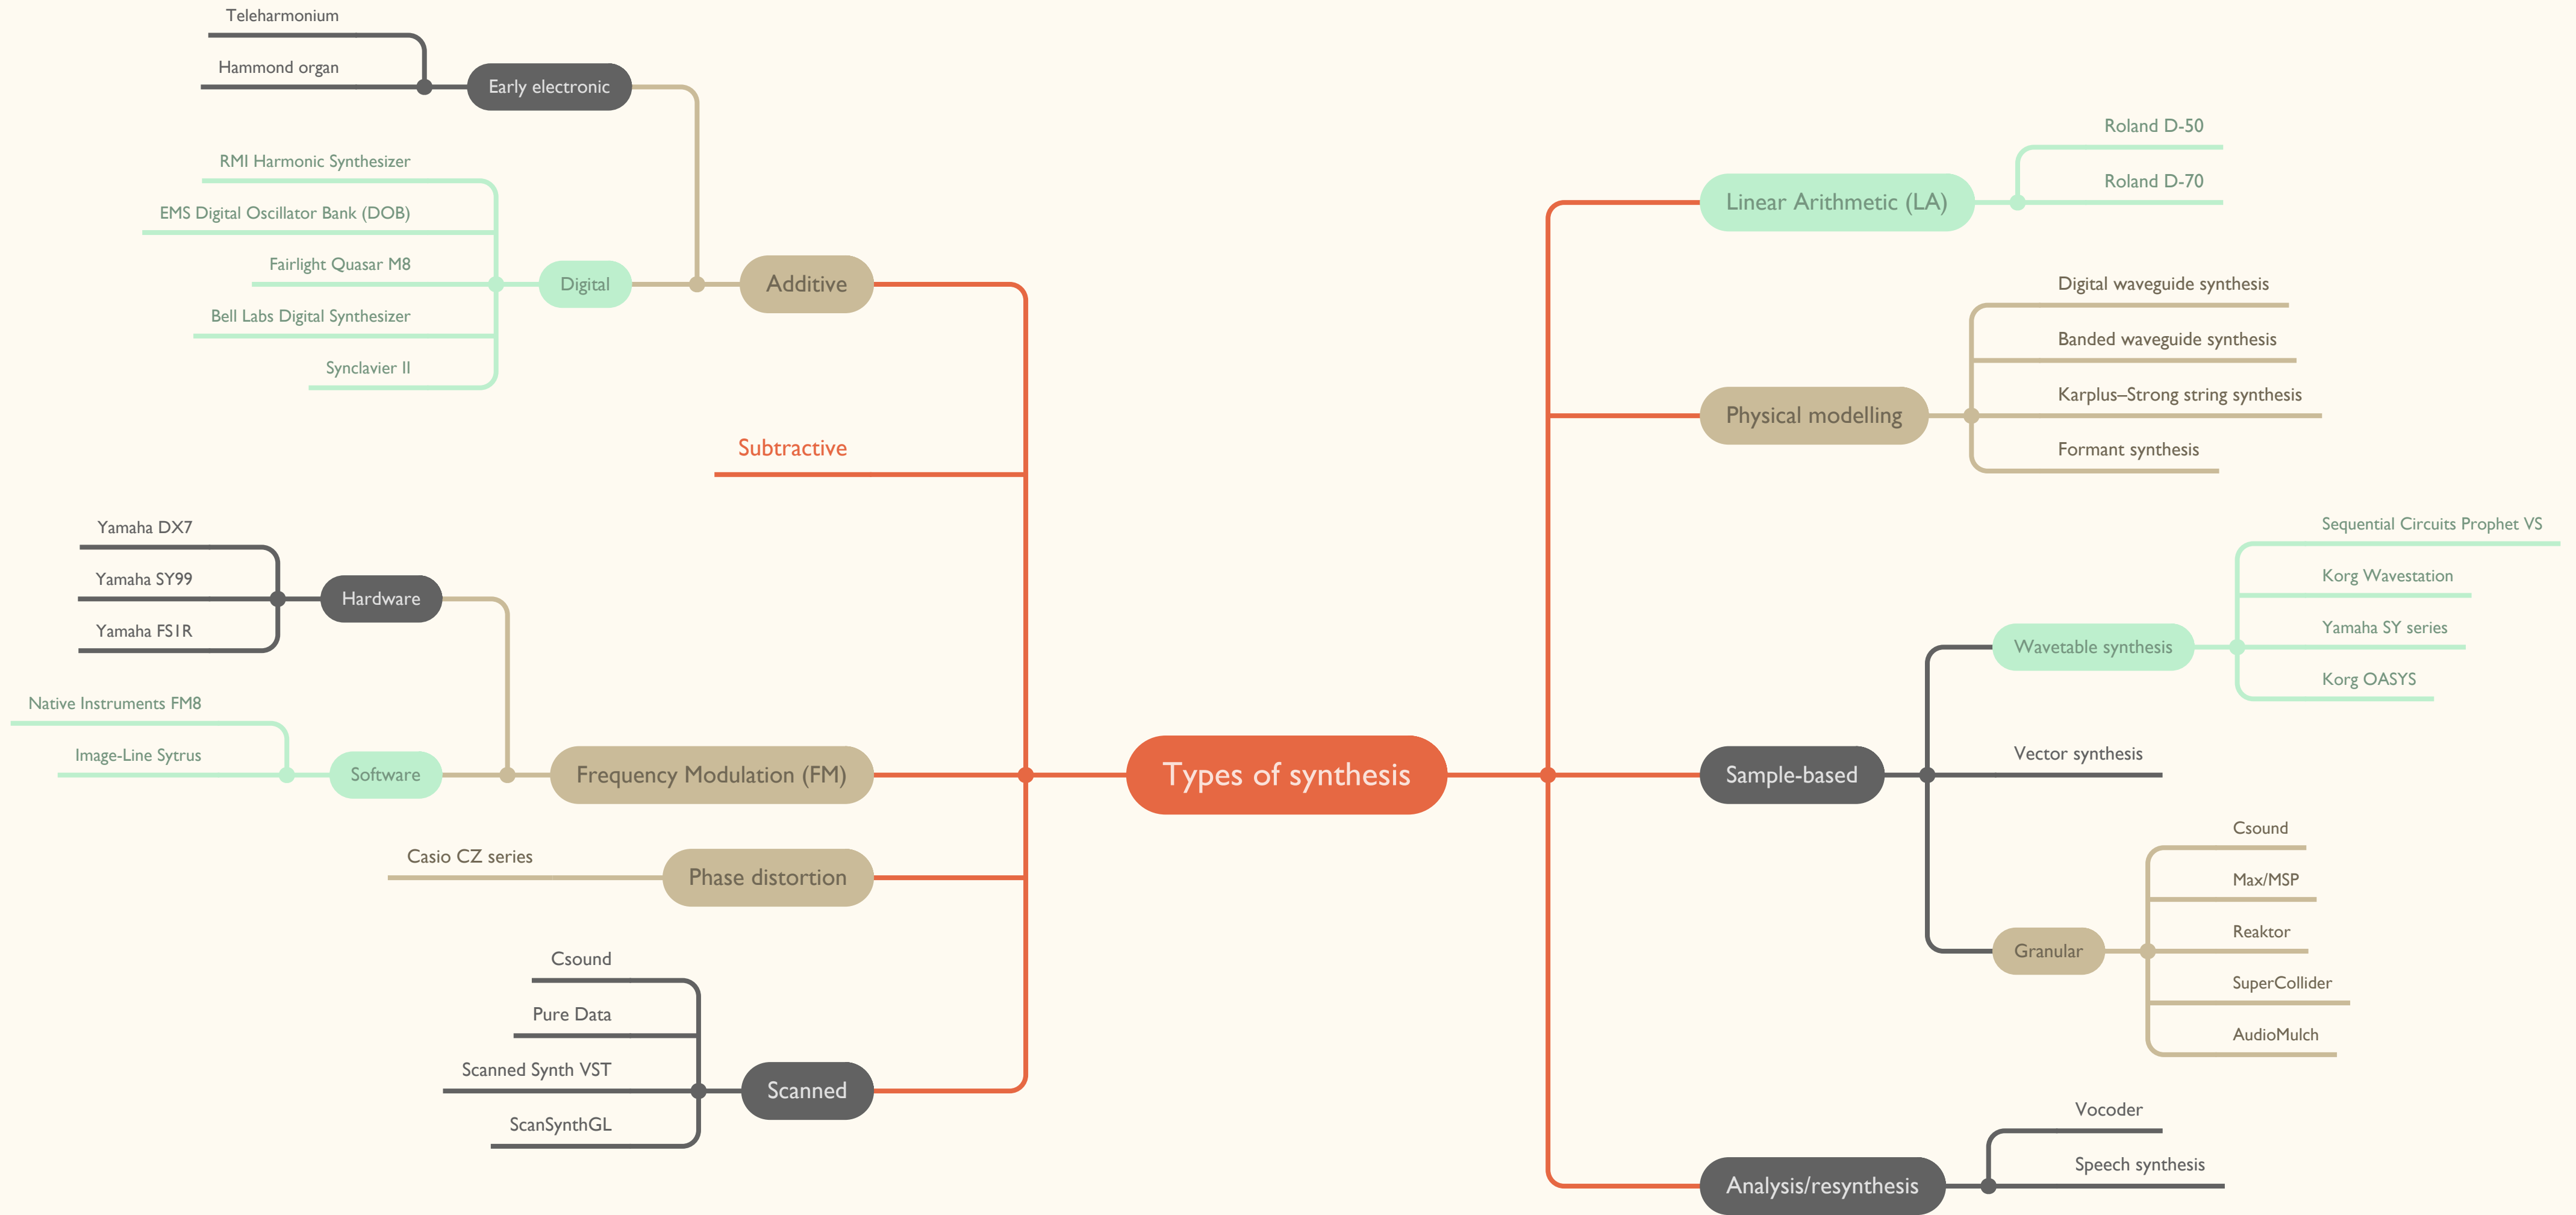 Teleharmonium
Hammond organ
Early electronic
RMI Harmonic Synthesizer
EMS Digital Oscillator Bank (DOB)
Fairlight Quasar M8
Bell Labs Digital Synthesizer
Synclavier II
Digital
Additive
Subtractive
Yamaha DX7
Yamaha SY99
Yamaha FS1R
Hardware
Native Instruments FM8
Image-Line Sytrus
Software
Frequency Modulation (FM)
Casio CZ series
Phase distortion
Csound
Pure Data
Scanned Synth VST
ScanSynthGL
Scanned
Types of synthesis
Linear Arithmetic (LA)
Roland D-50
Roland D-70
Physical modelling
Digital waveguide synthesis
Banded waveguide synthesis
Karplus–Strong string synthesis
Formant synthesis
Sample-based
Wavetable synthesis
Sequential Circuits Prophet VS
Korg Wavestation
Yamaha SY series
Korg OASYS
Vector synthesis
Granular
Csound
Max/MSP
Reaktor
SuperCollider
AudioMulch
Analysis/resynthesis
Vocoder
Speech synthesis